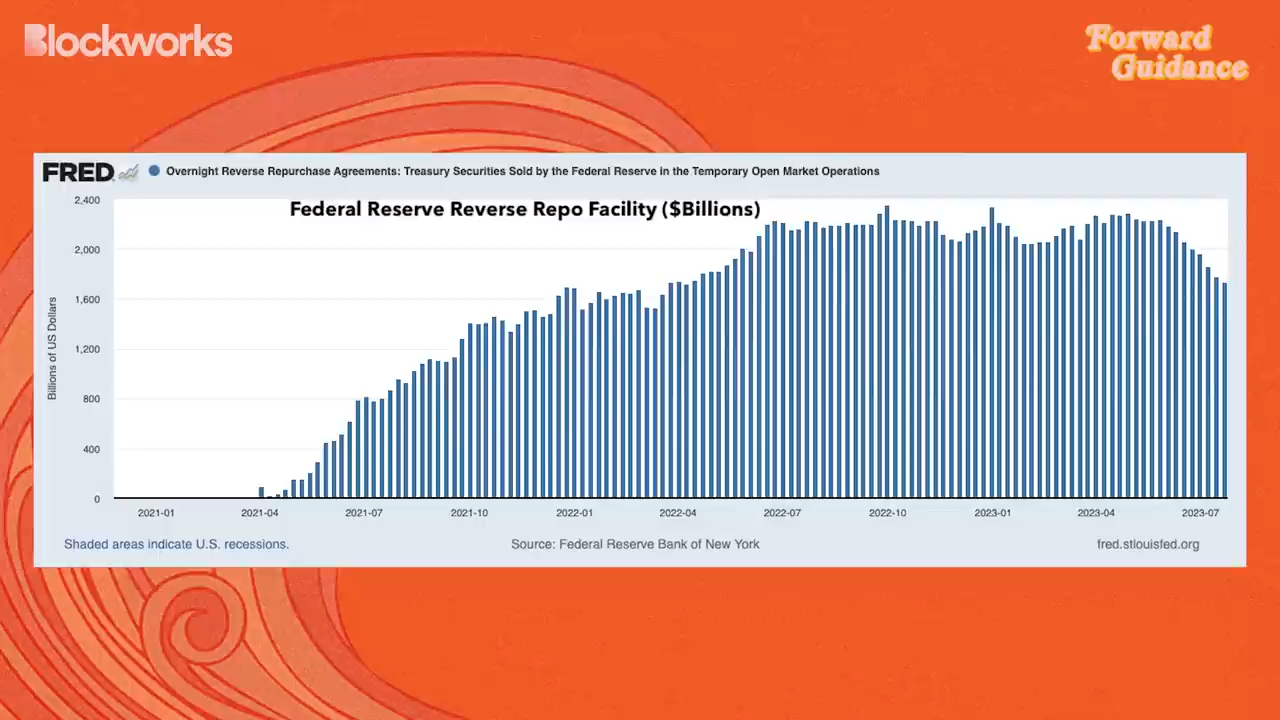 Blockworks
Forward
Guidance
FRED
Overnight Reverse Repurchase Agreements: Treasury Securities Sold by the Federal Reserve in the Temporary Open Market Operations
Federal Reserve Reverse Repo Facility ($Billions)
Billions of US Dollars
2,400
2,000
1,600
1,200
800
400
0
2021-01 2021-04 2021-07 2021-10 2022-01 2022-04 2022-07 2022-10 2023-01 2023-04 2023-07
Shaded areas indicate U.S. recessions. Source: Federal Reserve Bank of New York fred.stlouisfed.org